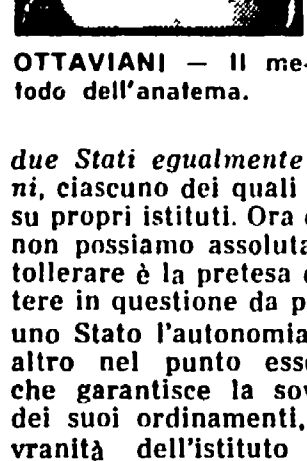 OTTAVIANI — Il me-
todo dell'anatema.
due Stati egualmente
ni, ciascuno dei quali
su propri istituti. Ora
non possiamo assoluta
tollerare è la pretesa
tere in questione da p
uno Stato l'autonomia
altro nel punto esse
che garantisce la sov
dei suoi ordinamenti,
vranità dell'istituto